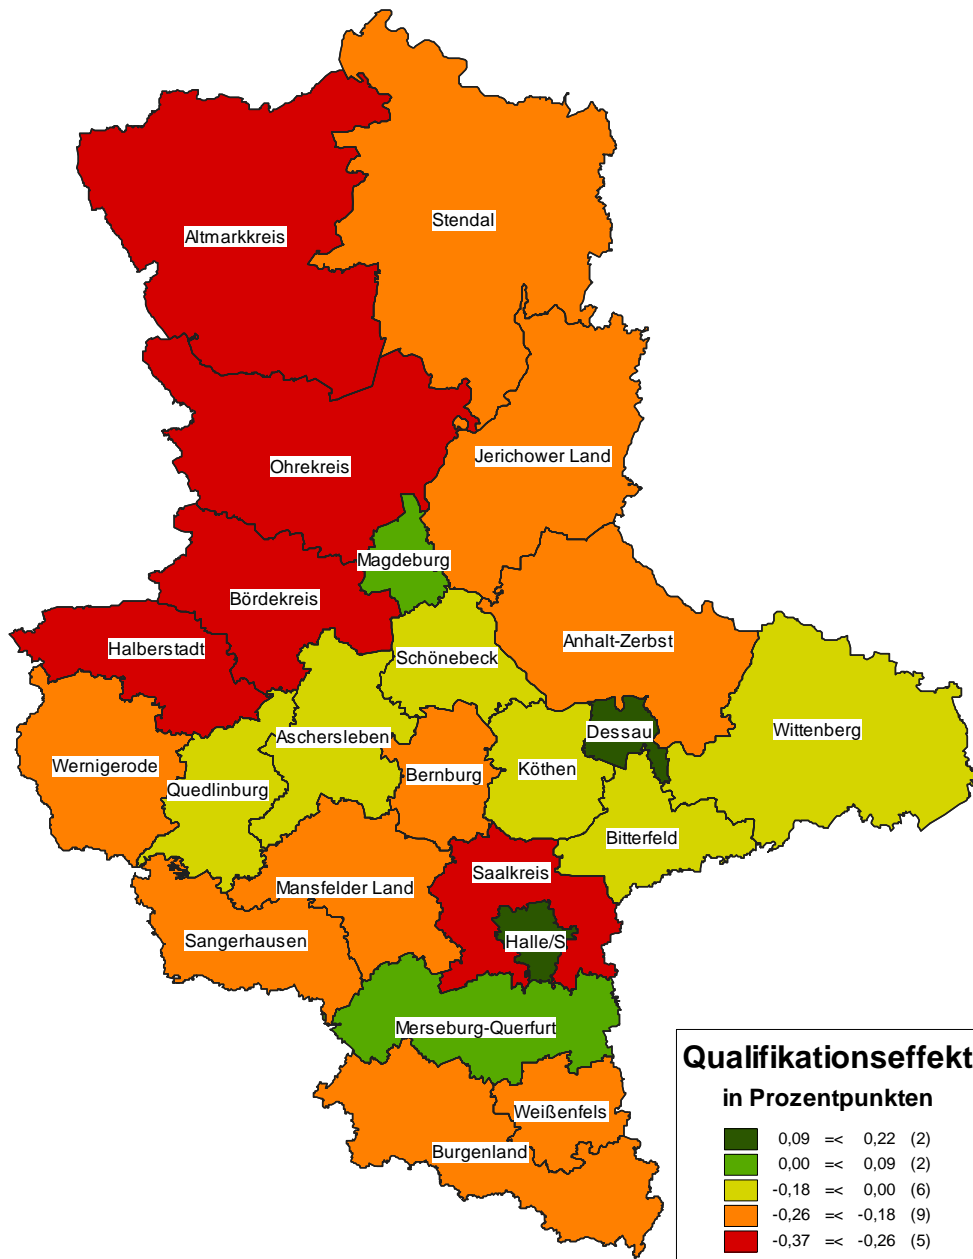 Stendal
Altmarkkreis
Jerichower Land
Ohrekreis
Magdeburg
Bördekreis
Anhalt-Zerbst
Halberstadt
Schönebeck
Dessau
Wittenberg
Aschersleben
Wernigerode
Köthen
Bernburg
Quedlinburg
Bitterfeld
Saalkreis
Mansfelder Land
Sangerhausen
Halle/S
Merseburg-Querfurt
Weißenfels
Burgenland
Qualifikationseffekt
in Prozentpunkten
0,09 =< 0,22 (2)
0,00 =< 0,09 (2)
-0,18 =< 0,00 (6)
-0,26 =< -0,18 (9)
-0,37 =< -0,26 (5)